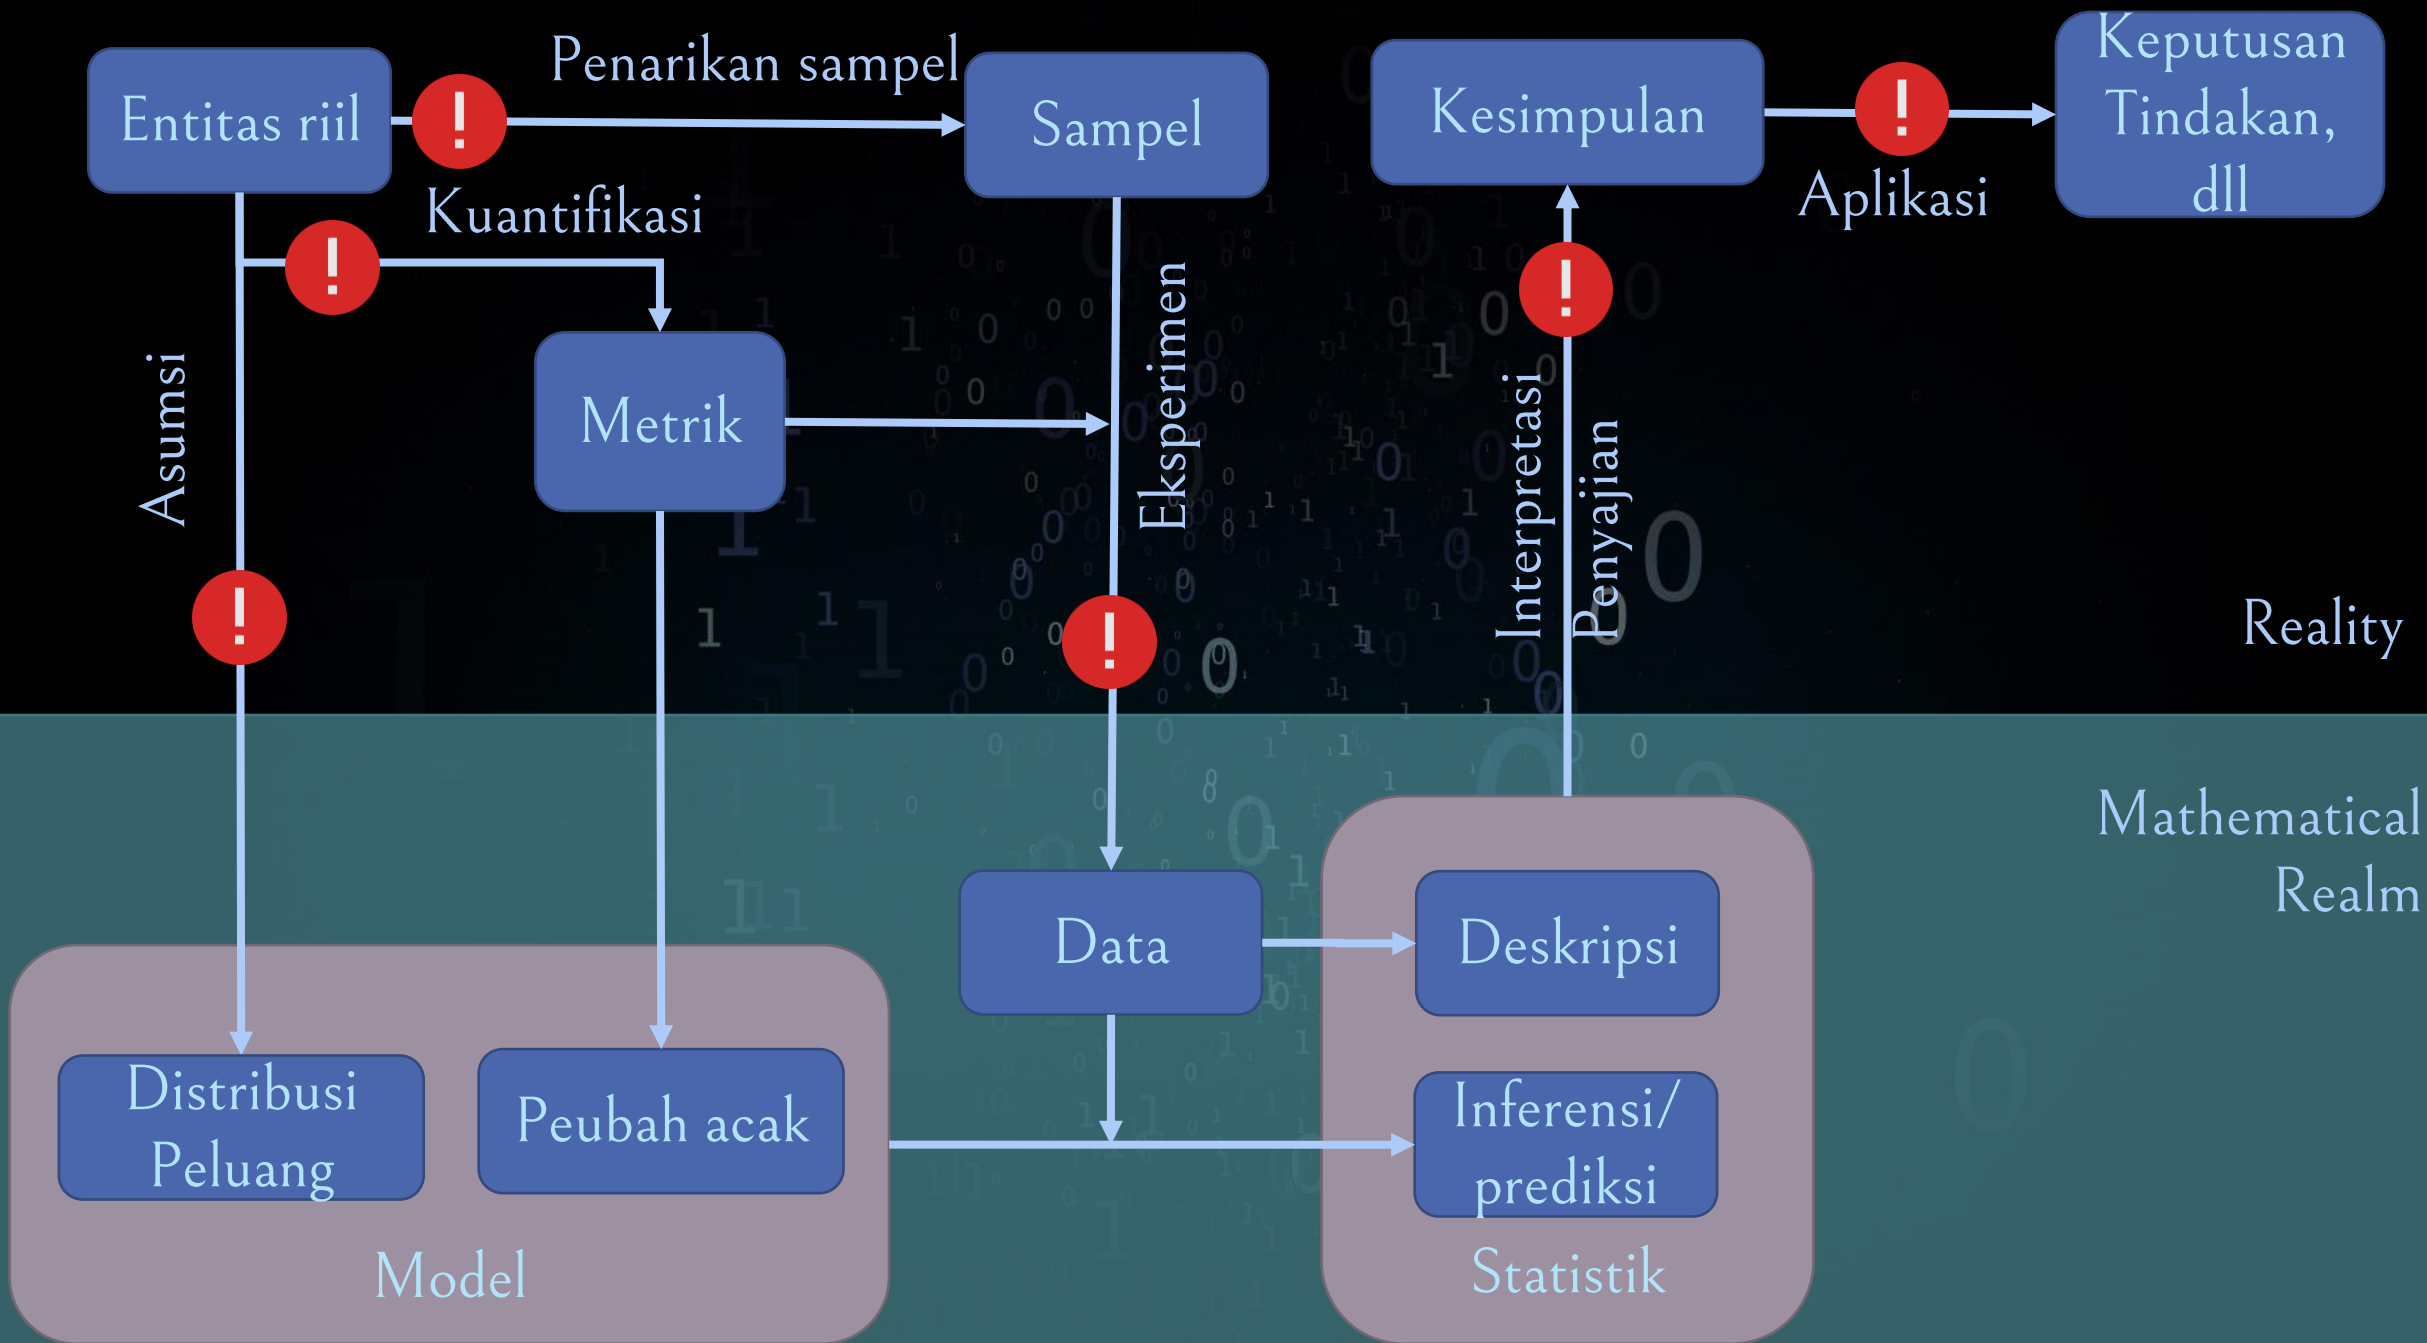 Entitas riil
!
Penarikan sampel
Sampel
Kesimpulan
!
Aplikasi
Keputusan
Tindakan,
dll
Kuantifikasi
!
Asumsi
!
Metrik
Eksperimen
!
!
Interpretasi
Penyajian
Reality
Mathematical
Realm
Data
Deskripsi
Distribusi
Peluang
Peubah acak
Inferensi/
prediksi
Model
Statistik